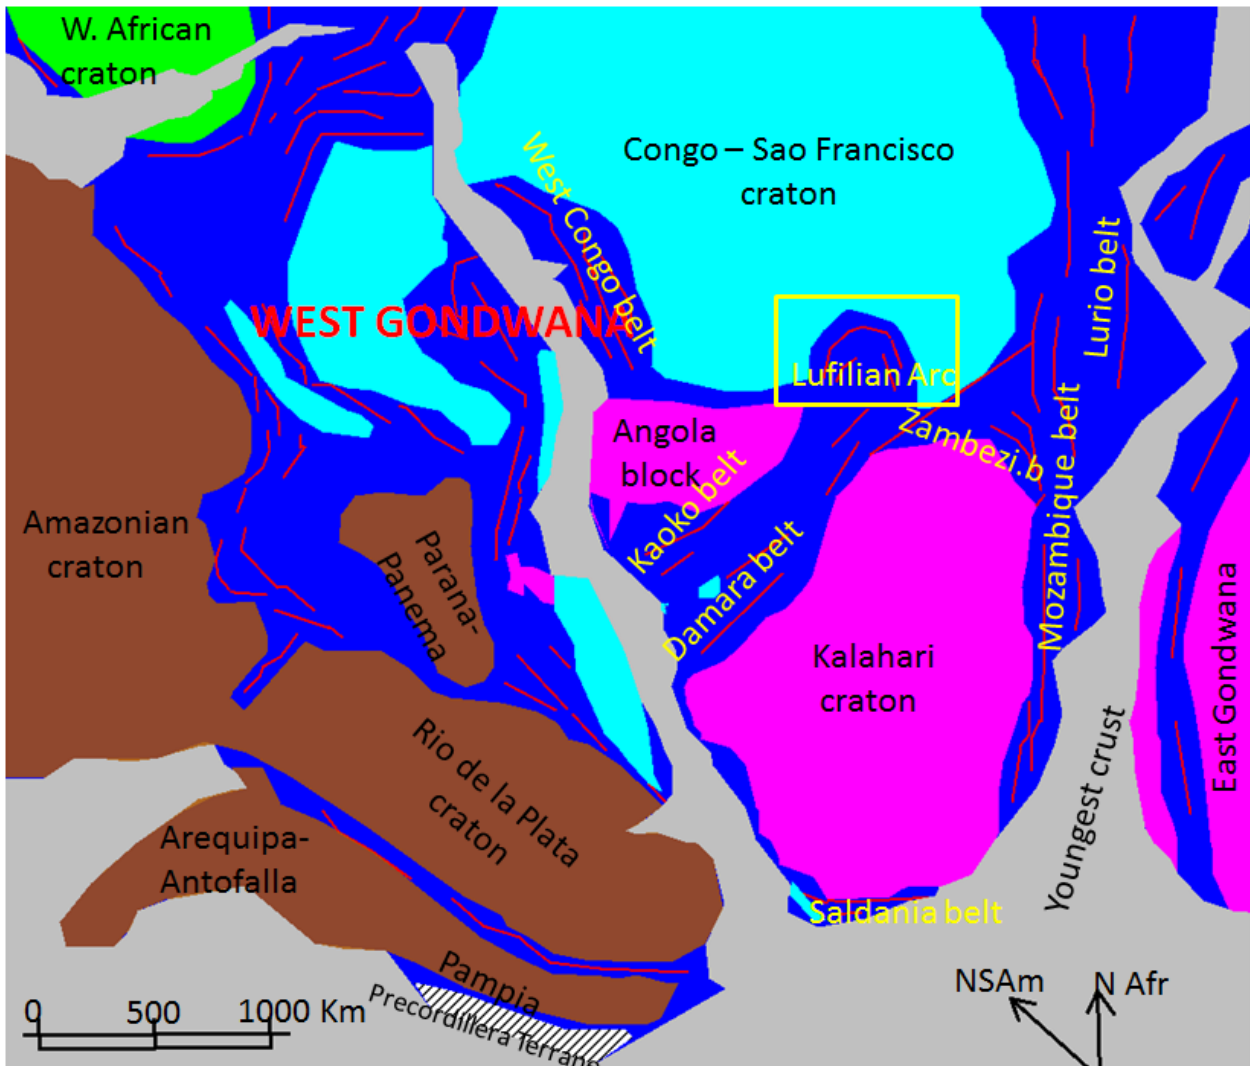 W. African
craton
Congo – Sao Francisco
craton
West Congo belt
WEST GONDWANA
Lurio belt
Lufilian Arc
Zambezi.b
Angola
block
Kaoko belt
Mozambique belt
Amazonian
craton
Parana-
Panema
Damara belt
Kalahari
craton
East Gondwana
Rio de la Plata
craton
Youngest crust
Arequipa-
Antofalla
Saldania belt
Pampia
Precordillera Terrane
NSAm
N Afr
0 500 1000 Km